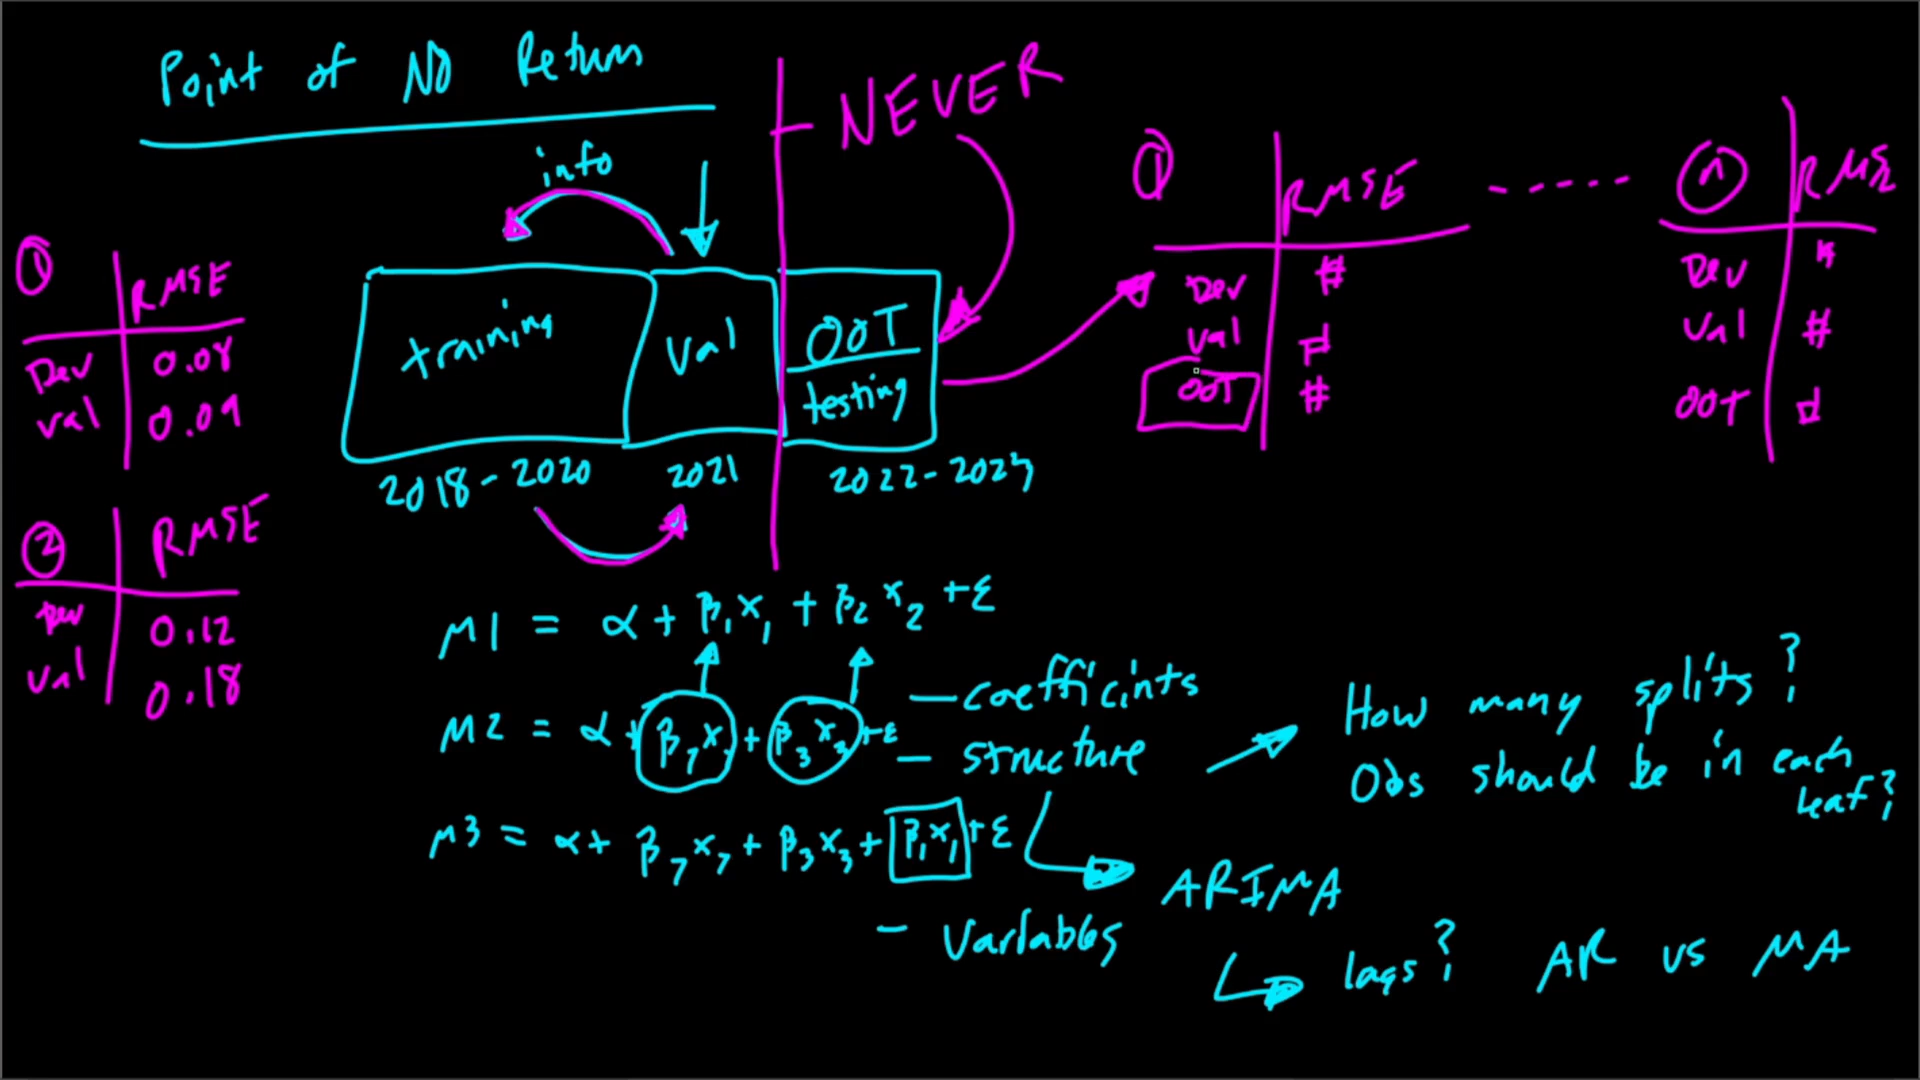 Point of NO Return
NEVER
info
① RMSE
Dev 0.08
val 0.09
training
val
OOT
testing
2018-2020
2021
2022-2023
① RMSE
Dev #
val #
OOT #
ⓝ RMSE
Dev #
val #
OOT #
② RMSE
Dev 0.12
val 0.18
M1 = α + β₁x₁ + β₂x₂ + ε
M2 = α + β₇x₇ + β₃x₃ + ε
M3 = α + β₇x₇ + β₃x₃ + β₁x₁ + ε
- coefficints
- structure
- Variables
How many splits?
Obs should be in each
leaf?
ARIMA
lags? AR vs MA